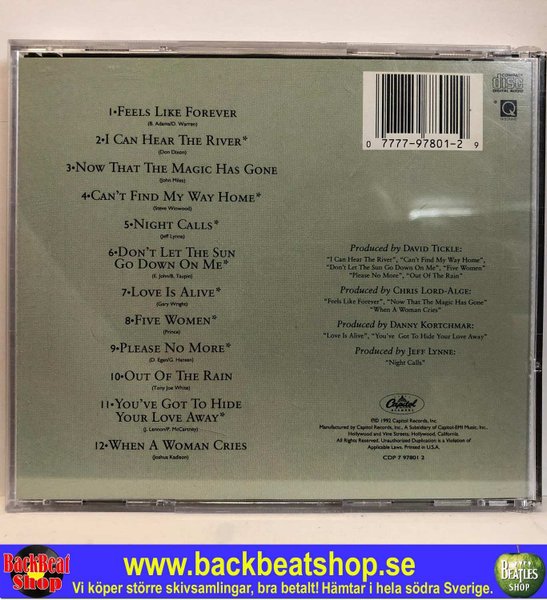 1•FEELS LIKE FOREVER
(B. Adams/D. Warren)
2•I CAN HEAR THE RIVER*
(Don Dixon)
3•NOW THAT THE MAGIC HAS GONE
(John Miles)
4•CAN'T FIND MY WAY HOME*
(Steve Winwood)
5•NIGHT CALLS*
(Jeff Lynne)
6•DON'T LET THE SUN
GO DOWN ON ME*
(E. John/B. Taupin)
7•LOVE IS ALIVE*
(Gary Wright)
8•FIVE WOMEN*
(Prince)
9•PLEASE NO MORE*
(D. Egen/G. Hansen)
10•OUT OF THE RAIN
(Tony Joe White)
11•YOU'VE GOT TO HIDE
YOUR LOVE AWAY*
(J. Lennon/P. McCartney)
12•WHEN A WOMAN CRIES
(Joshua Kadison)
0 7777-97801-2 9
COMPACT
disc
DIGITAL AUDIO
Q
Produced by DAVID TICKLE:
"I Can Hear The River", "Can't Find My Way Home",
"Don't Let The Sun Go Down On Me", "Five Women"
"Please No More", "Out Of The Rain"
Produced by CHRIS LORD-ALGE:
"Feels Like Forever", "Now That The Magic Has Gone"
"When A Woman Cries"
Produced by DANNY KORTCHMAR:
"Love Is Alive", "You've Got To Hide Your Love Away"
Produced by JEFF LYNNE:
"Night Calls"
Capitol
RECORDS
℗© 1992 Capitol Records, Inc.
Manufactured by Capitol Records, Inc., A Subsidiary of Capitol-EMI Music, Inc.,
Hollywood and Vine Streets, Hollywood, California.
All Rights Reserved. Unauthorized Duplication is a Violation of
Applicable Laws. Printed in U.S.A.
CDP 7 97801 2
BackBeat
Shop
www.backbeatshop.se
Vi köper större skivsamlingar, bra betalt! Hämtar i hela södra Sverige.
BEATLES
SHOP